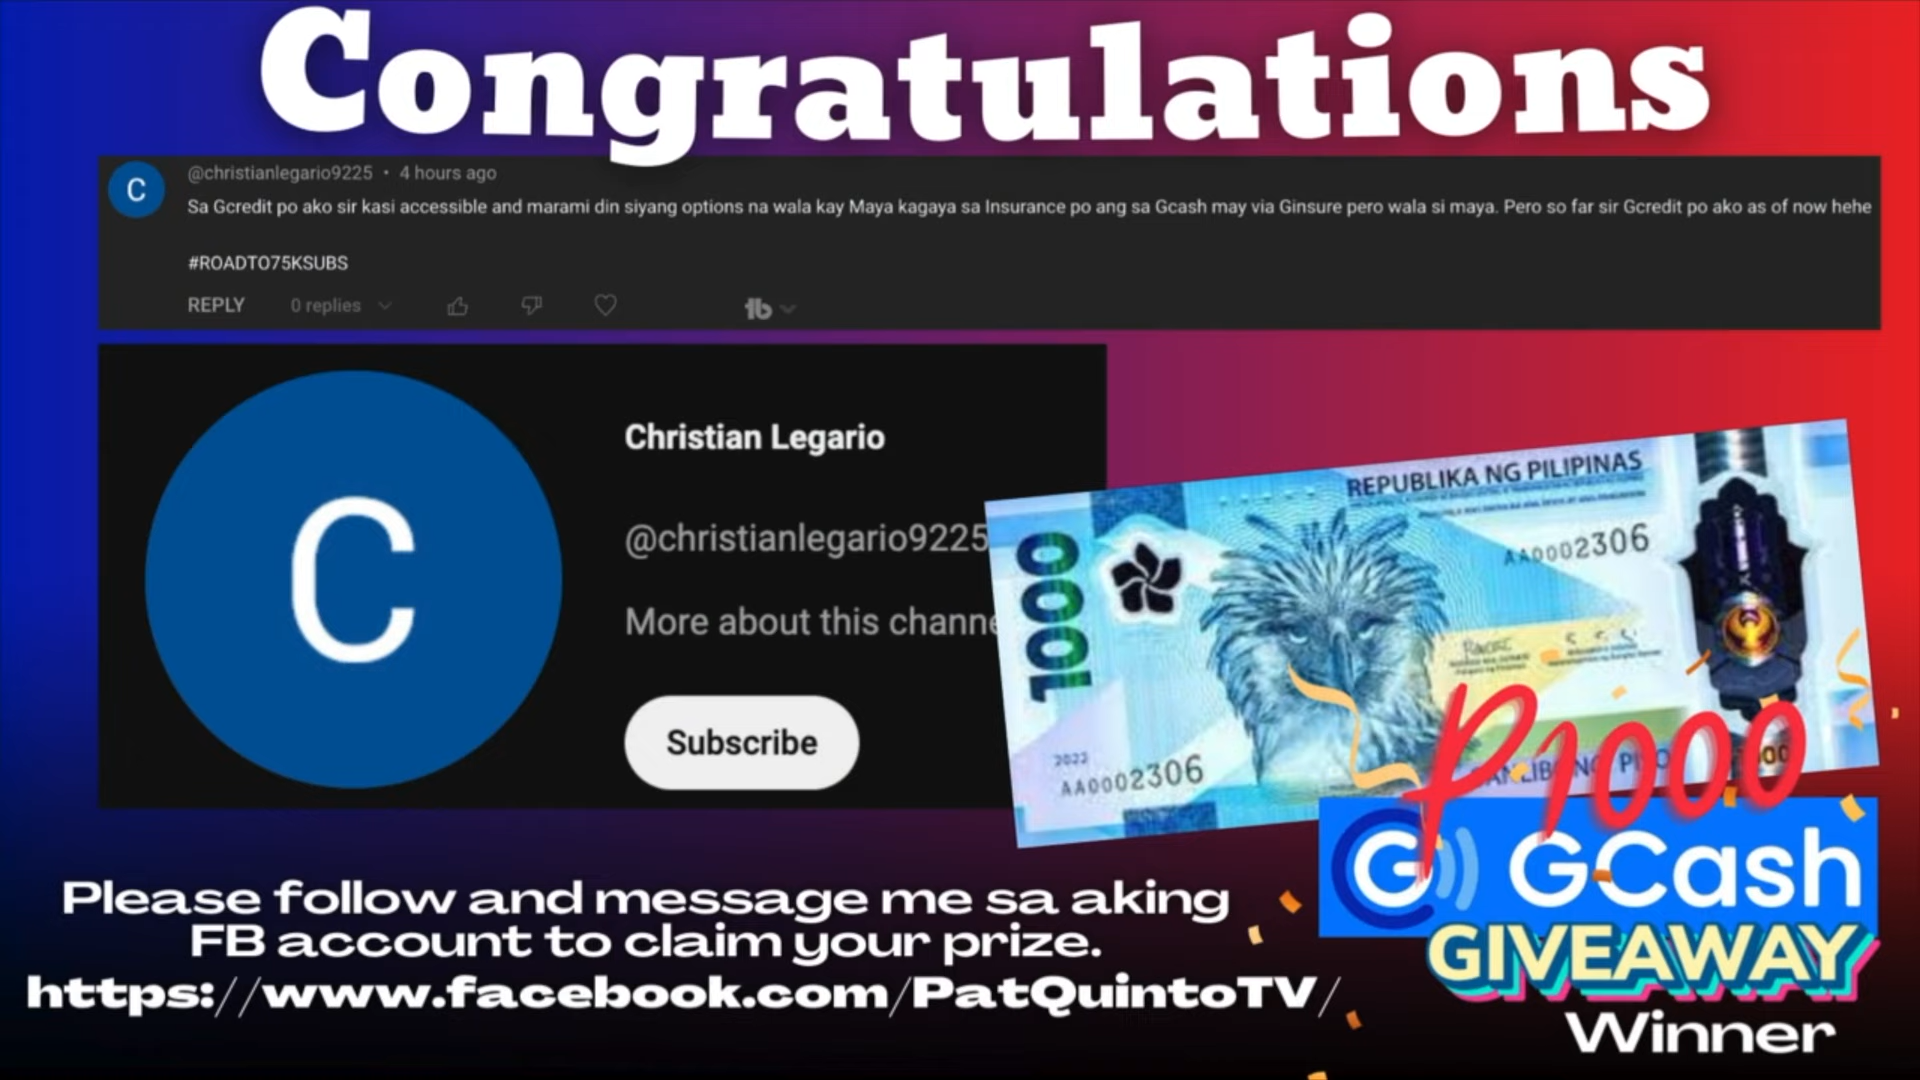 Congratulations
C
@christianlegario9225 • 4 hours ago
Sa Gcredit po ako sir kasi accessible and marami din siyang options na wala kay Maya kagaya sa Insurance po ang sa Gcash may via Ginsure pero wala si maya. Pero so far sir Gcredit po ako as of now hehe
#ROADTO75KSUBS
REPLY 0 replies
C
Christian Legario
@christianlegario9225
More about this channe
Subscribe
REPUBLIKA NG PILIPINAS
AA0002306
1000
2022
AA0002306
P1000
G GCash
GIVEAWAY
Winner
Please follow and message me sa aking
FB account to claim your prize.
https://www.facebook.com/PatQuintoTV/